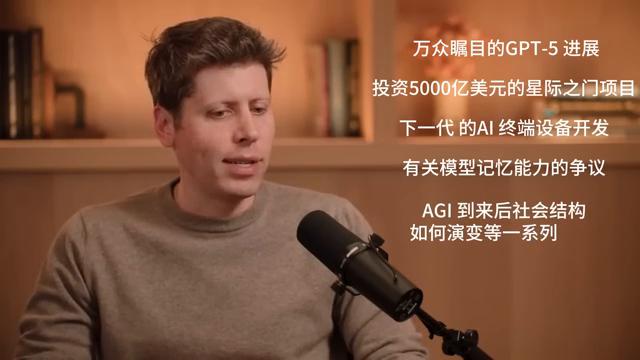 万众瞩目的GPT-5 进展
投资5000亿美元的星际之门项目
下一代 的AI 终端设备开发
有关模型记忆能力的争议
AGI 到来后社会结构
如何演变等一系列